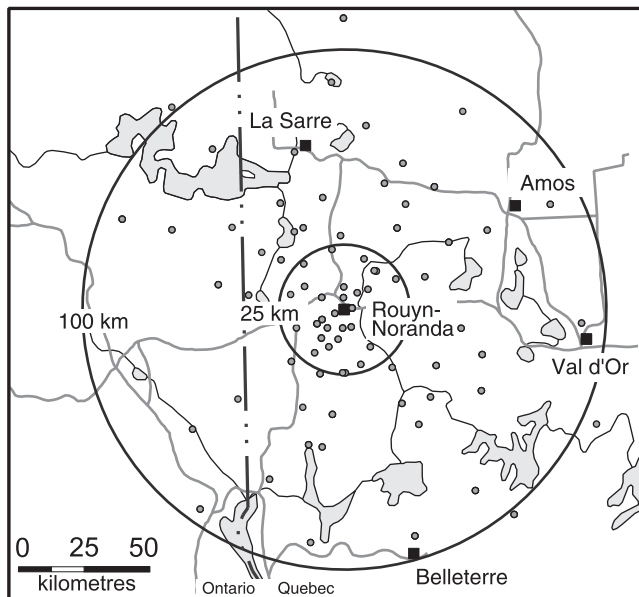 La Sarre
Amos
100 km
25 km
Rouyn-
Noranda
Val d'Or
0 25 50
kilometres
Ontario Quebec
Belleterre